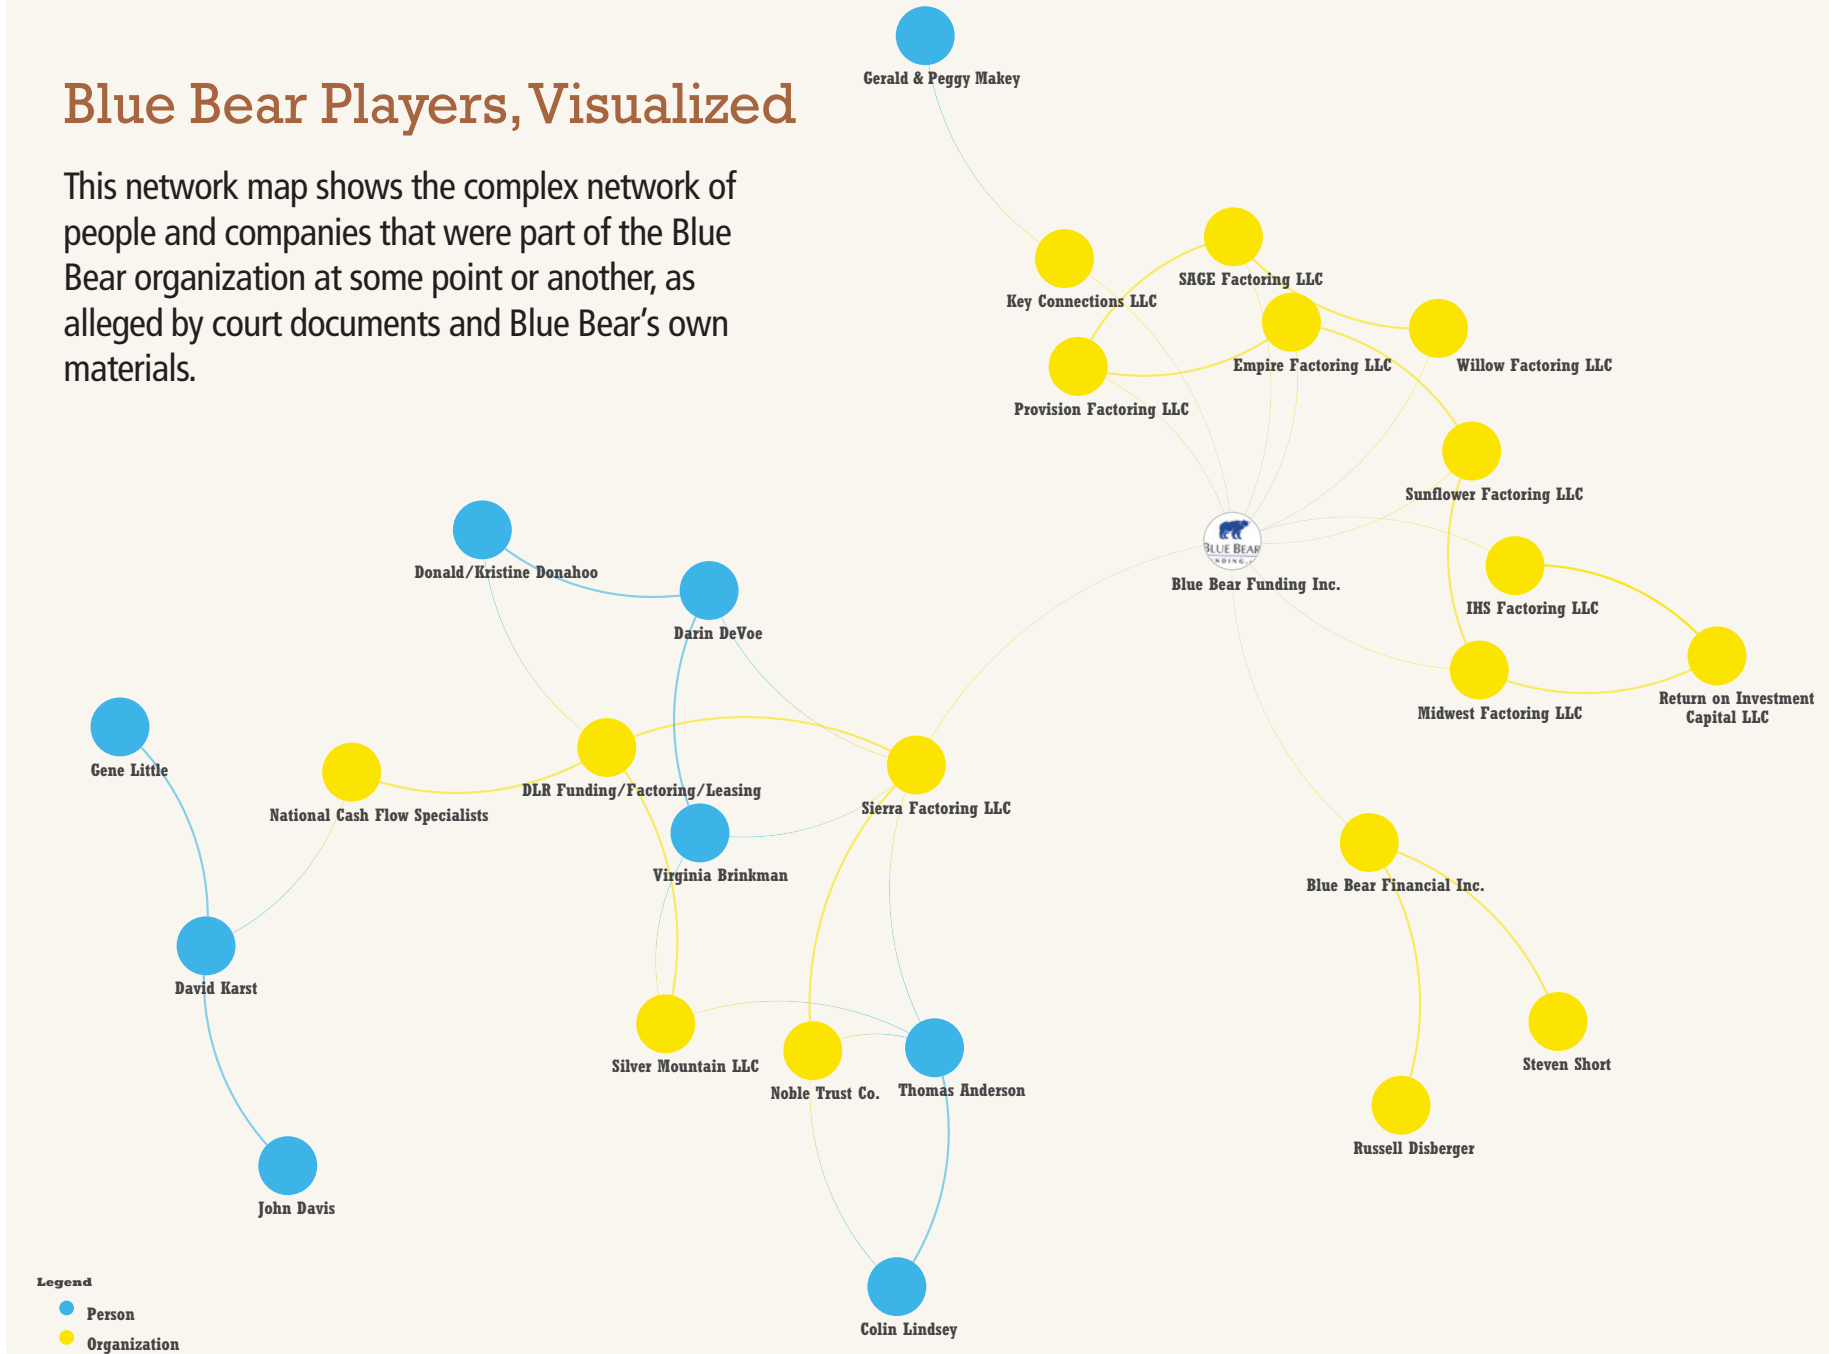 Gerald & Peggy Makey
Blue Bear Players, Visualized
This network map shows the complex network of
people and companies that were part of the Blue
Bear organization at some point or another, as
alleged by court documents and Blue Bear's own
materials.
SAGE Factoring LLC
Key Connections LLC
Empire Factoring LLC
Willow Factoring LLC
Provision Factoring LLC
Sunflower Factoring LLC
BLUE BEAR
Blue Bear Funding Inc.
Donald/Kristine Donahoo
IHS Factoring LLC
Darin DeVoe
Return on Investment
Capital LLC
Midwest Factoring LLC
Gene Little
DLR Funding/Factoring/Leasing
Sierra Factoring LLC
National Cash Flow Specialists
Virginia Brinkman
Blue Bear Financial Inc.
David Karst
Silver Mountain LLC
Noble Trust Co.
Thomas Anderson
Steven Short
Russell Disberger
John Davis
Colin Lindsey
Legend
Person
Organization